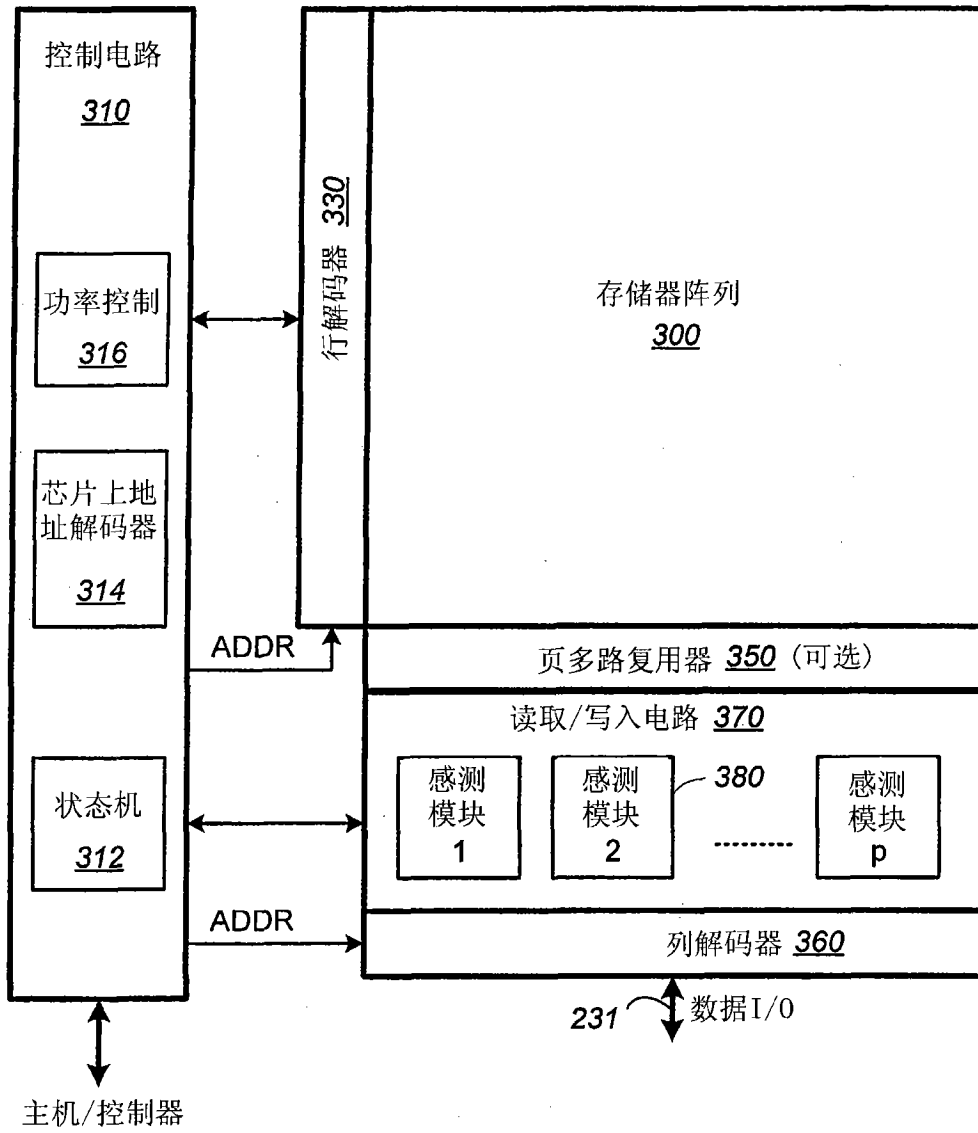 控制电路
310
功率控制
316
芯片上地
址解码器
314
状态机
312
主机/控制器
行解码器 330
ADDR
ADDR
存储器阵列
300
页多路复用器 350 (可选)
读取/写入电路 370
感测
模块
1
感测
模块
2
380
.........
感测
模块
p
列解码器 360
231
数据I/O